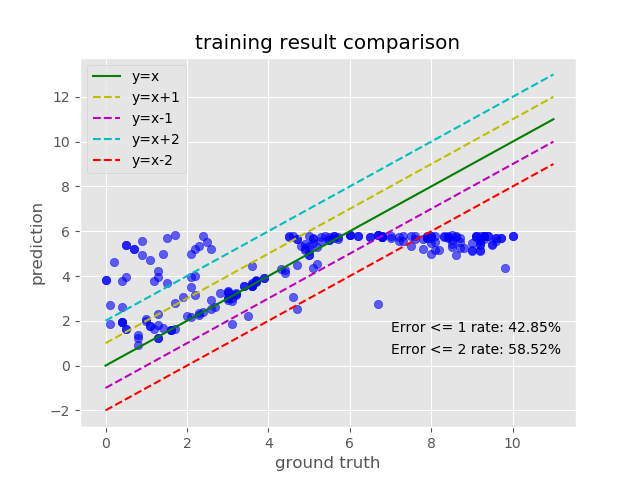 training result comparison
y=x
y=x+1
y=x-1
y=x+2
y=x-2
12
10
8
6
4
2
0
−2
prediction
Error <= 1 rate: 42.85%
Error <= 2 rate: 58.52%
0 2 4 6 8 10
ground truth